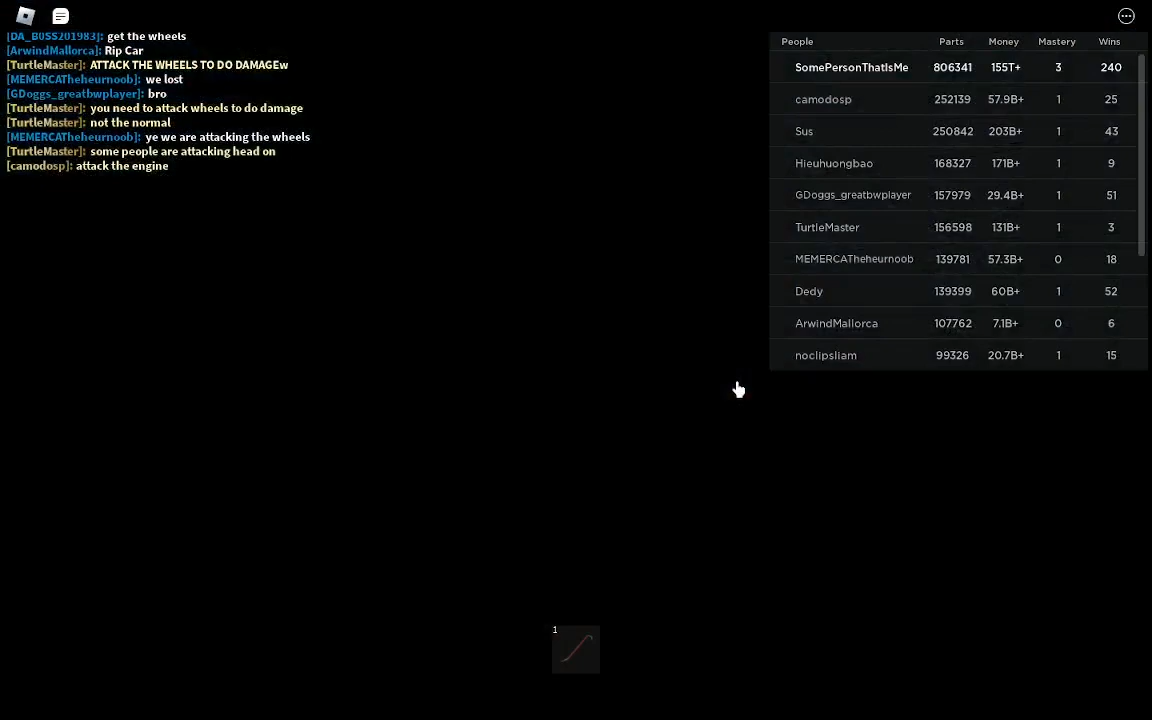 [DA_B0SS201983]: get the wheels
[ArwindMallorca]: Rip Car
[TurtleMaster]: ATTACK THE WHEELS TO DO DAMAGEw
[MEMERCATheheurnoob]: we lost
[GDoggs_greatbwplayer]: bro
[TurtleMaster]: you need to attack wheels to do damage
[TurtleMaster]: not the normal
[MEMERCATheheurnoob]: ye we are attacking the wheels
[TurtleMaster]: some people are attacking head on
[camodosp]: attack the engine
People Parts Money Mastery Wins
SomePersonThatIsMe 806341 155T+ 3 240
camodosp 252139 57.9B+ 1 25
Sus 250842 203B+ 1 43
Hieuhuongbao 168327 171B+ 1 9
GDoggs_greatbwplayer 157979 29.4B+ 1 51
TurtleMaster 156598 131B+ 1 3
MEMERCATheheurnoob 139781 57.3B+ 0 18
Dedy 139399 60B+ 1 52
ArwindMallorca 107762 7.1B+ 0 6
noclipsliam 99326 20.7B+ 1 15
1